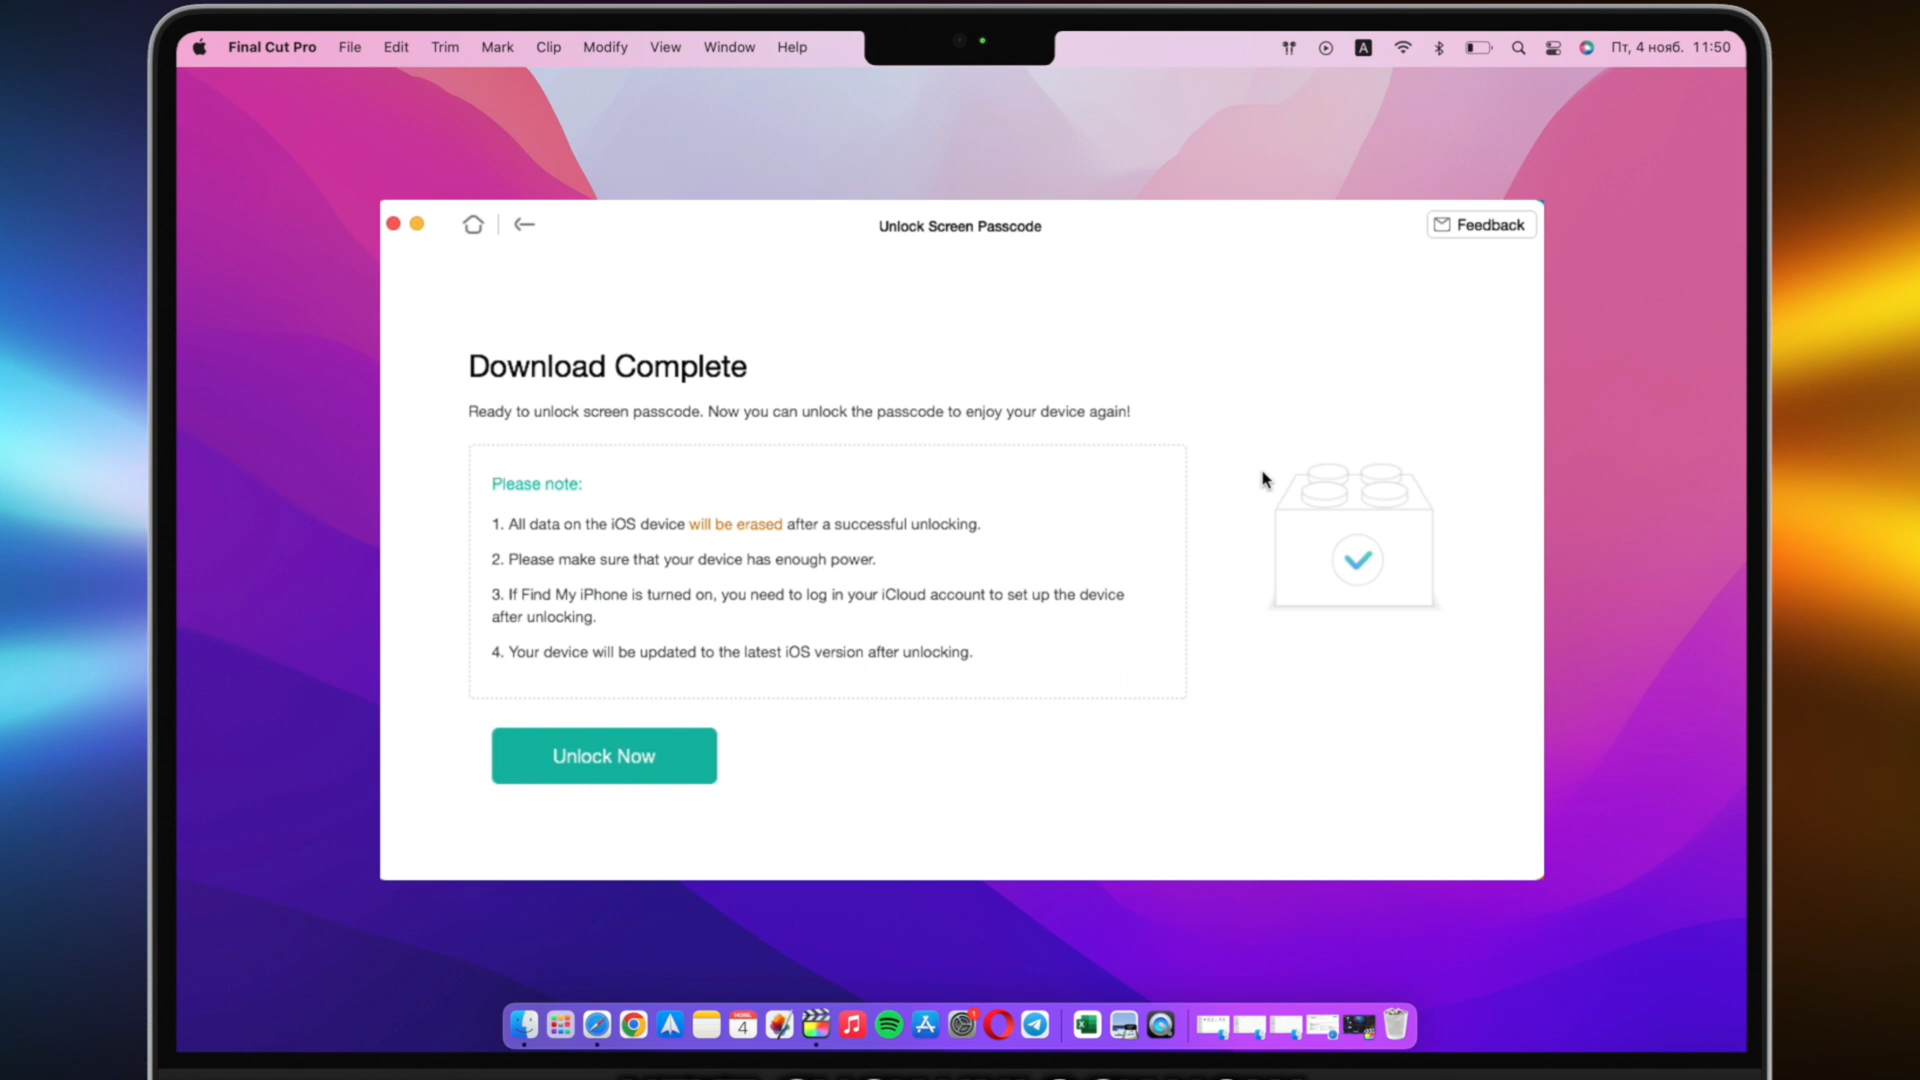 Final Cut Pro File Edit Trim Mark Clip Modify View Window Help A Пт, 4 нояб. 11:50
Unlock Screen Passcode
Feedback
Download Complete
Ready to unlock screen passcode. Now you can unlock the passcode to enjoy your device again!
Please note:
1. All data on the iOS device will be erased after a successful unlocking.
2. Please make sure that your device has enough power.
3. If Find My iPhone is turned on, you need to log in your iCloud account to set up the device
after unlocking.
4. Your device will be updated to the latest iOS version after unlocking.
Unlock Now
НОЯБ.
4
1